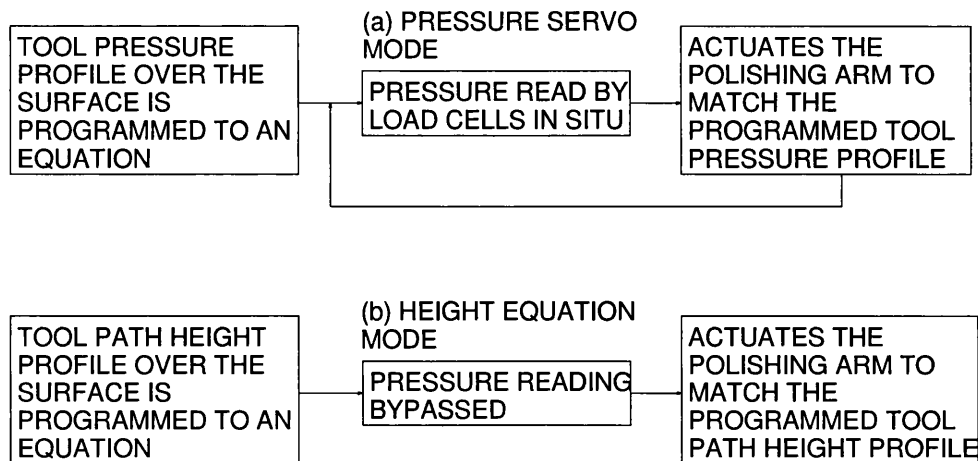 (a) PRESSURE SERVO
MODE
TOOL PRESSURE
PROFILE OVER THE
SURFACE IS
PROGRAMMED TO AN
EQUATION
PRESSURE READ BY
LOAD CELLS IN SITU
ACTUATES THE
POLISHING ARM TO
MATCH THE
PROGRAMMED TOOL
PRESSURE PROFILE
(b) HEIGHT EQUATION
MODE
TOOL PATH HEIGHT
PROFILE OVER THE
SURFACE IS
PROGRAMMED TO AN
EQUATION
PRESSURE READING
BYPASSED
ACTUATES THE
POLISHING ARM TO
MATCH THE
PROGRAMMED TOOL
PATH HEIGHT PROFILE